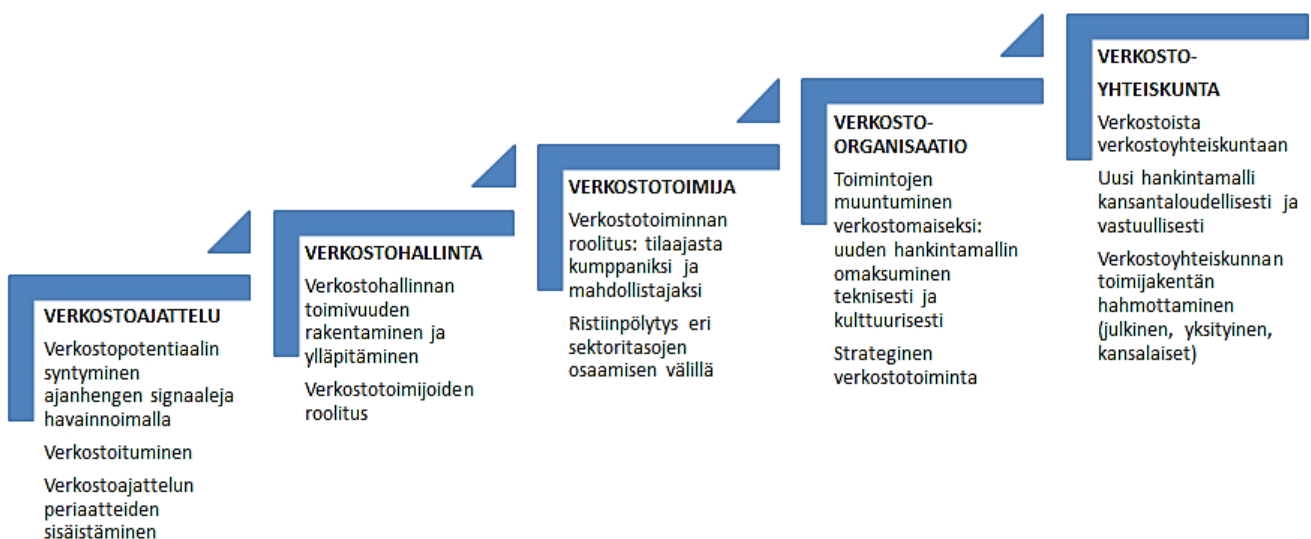 VERKOSTOAJATTELU
Verkostopotentiaalin
syntyminen
ajanhengen signaaleja
havainnoimalla
Verkostoituminen
Verkostoajattelun
periaatteiden
sisäistäminen
VERKOSTOHALLINTA
Verkostohallinnan
toimivuuden
rakentaminen ja
ylläpitäminen
Verkostotoimijoiden
roolitus
VERKOSTOTOIMIJA
Verkostotoiminnan
roolitus: tilaajasta
kumppaniksi ja
mahdollistajaksi
Ristiinpölytys eri
sektoritasojen
osaamisen välillä
VERKOSTO-
ORGANISAATIO
Toimintojen
muuntuminen
verkostomaiseksi:
uuden hankintamallin
omaksuminen
teknisesti ja
kulttuurisesti
Strateginen
verkostotoiminta
VERKOSTO-
YHTEISKUNTA
Verkostoista
verkostoyhteiskuntaan
Uusi hankintamalli
kansantaloudellisesti ja
vastuullisesti
Verkostoyhteiskunnan
toimijakentän
hahmottaminen
(julkinen, yksityinen,
kansalaiset)